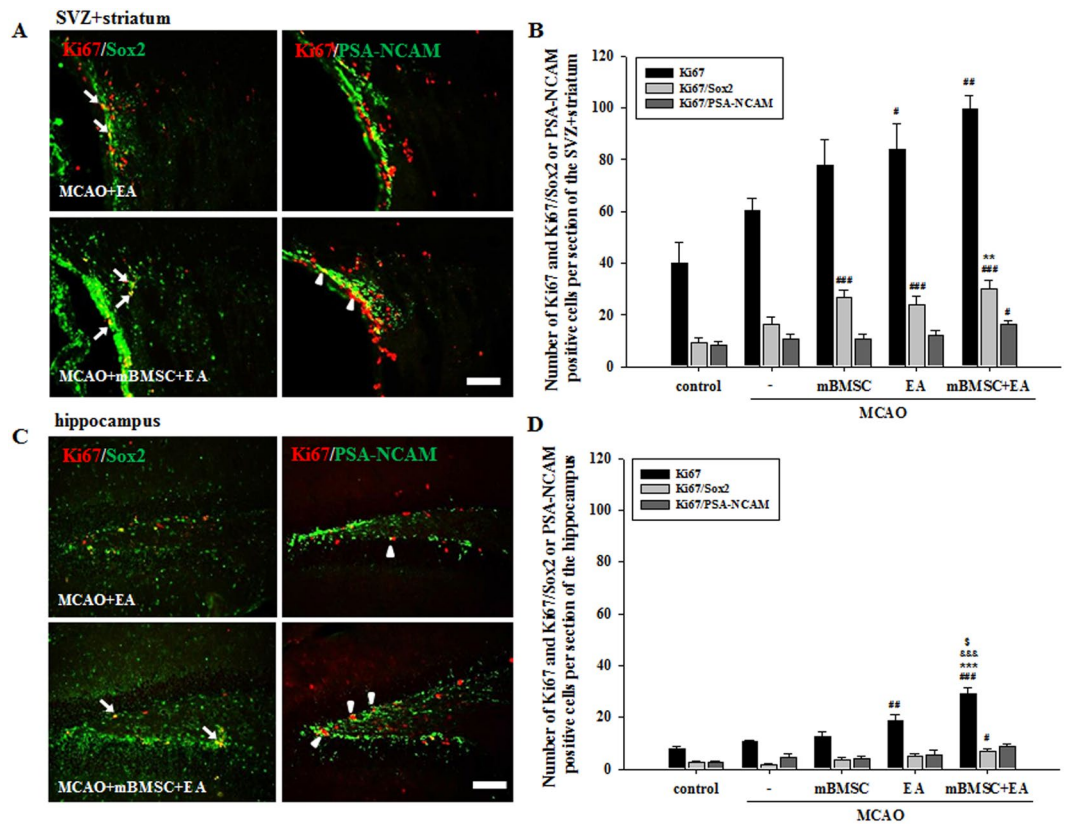 SVZ+striatum
A
Ki67/Sox2
Ki67/PSA-NCAM
MCAO+EA
MCAO+mBMSC+EA
B
Number of Ki67 and Ki67/Sox2 or PSA-NCAM
positive cells per section of the SVZ+striatum
120
100
80
60
40
20
0
Ki67
Ki67/Sox2
Ki67/PSA-NCAM
###
#
###
##
**
###
#
control
-
mBMSC
EA
mBMSC+EA
MCAO
hippocampus
C
Ki67/Sox2
Ki67/PSA-NCAM
MCAO+EA
MCAO+mBMSC+EA
D
Number of Ki67 and Ki67/Sox2 or PSA-NCAM
positive cells per section of the hippocampus
120
100
80
60
40
20
0
Ki67
Ki67/Sox2
Ki67/PSA-NCAM
##
$
&&&
***
###
#
control
-
mBMSC
EA
mBMSC+EA
MCAO